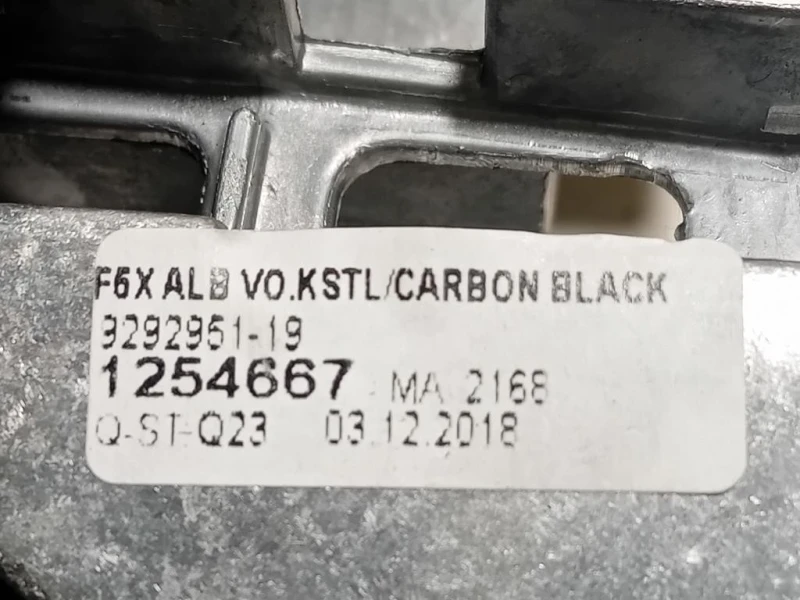 F6X ALB VO.KSTL/CARBON BLACK
9292951-19
1254667 MA 2168
Q-ST-Q23 03.12.2018